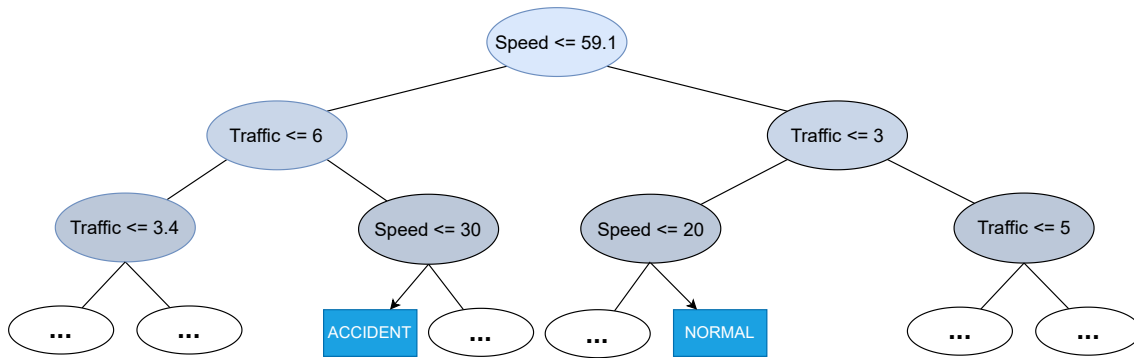 Speed <= 59.1
Traffic <= 6
Traffic <= 3
Traffic <= 3.4
Speed <= 30
Speed <= 20
Traffic <= 5
...
...
ACCIDENT
...
...
NORMAL
...
...